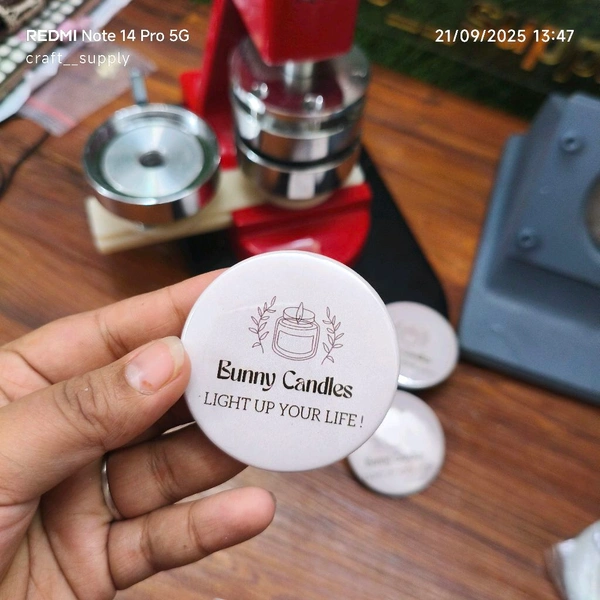 REDMI Note 14 Pro 5G
21/09/2025 13:47
craft__supply
Bunny Candles
LIGHT UP YOUR LIFE !